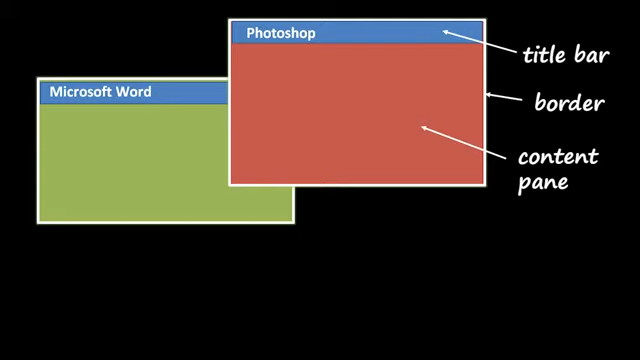 Photoshop
title bar
Microsoft Word
border
content
pane